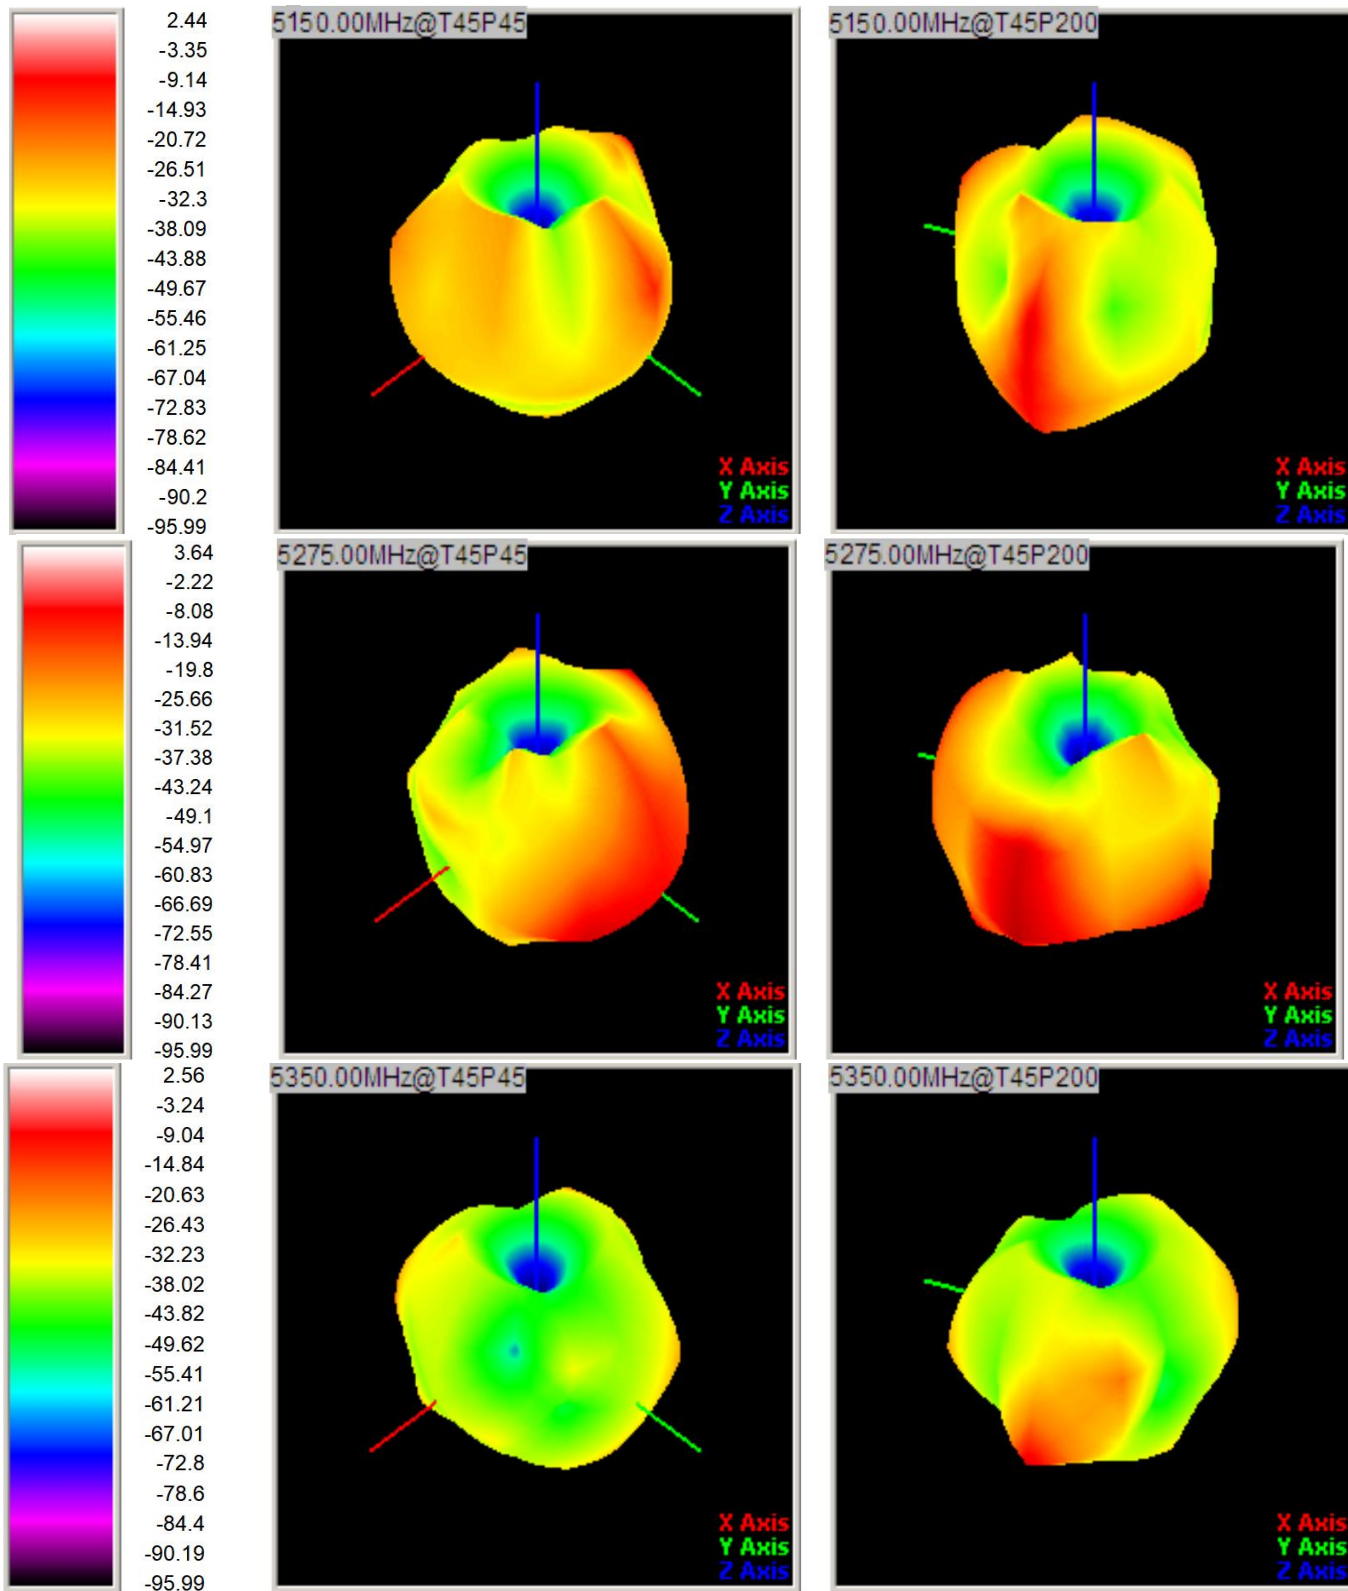 2.44
-3.35
-9.14
-14.93
-20.72
-26.51
-32.3
-38.09
-43.88
-49.67
-55.46
-61.25
-67.04
-72.83
-78.62
-84.41
-90.2
-95.99
5150.00MHz@T45P45
X Axis
Y Axis
Z Axis
5150.00MHz@T45P200
X Axis
Y Axis
Z Axis
3.64
-2.22
-8.08
-13.94
-19.8
-25.66
-31.52
-37.38
-43.24
-49.1
-54.97
-60.83
-66.69
-72.55
-78.41
-84.27
-90.13
-95.99
5275.00MHz@T45P45
X Axis
Y Axis
Z Axis
5275.00MHz@T45P200
X Axis
Y Axis
Z Axis
2.56
-3.24
-9.04
-14.84
-20.63
-26.43
-32.23
-38.02
-43.82
-49.62
-55.41
-61.21
-67.01
-72.8
-78.6
-84.4
-90.19
-95.99
5350.00MHz@T45P45
X Axis
Y Axis
Z Axis
5350.00MHz@T45P200
X Axis
Y Axis
Z Axis